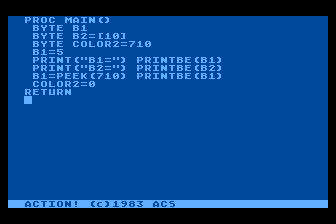 PROC MAIN()
BYTE B1
BYTE B2=[10]
BYTE COLOR2=710
B1=5
PRINT("B1=") PRINTBE(B1)
PRINT("B2=") PRINTBE(B2)
B1=PEEK(710) PRINTBE(B1)
COLOR2=0
RETURN
ACTION! (c)1983 ACS